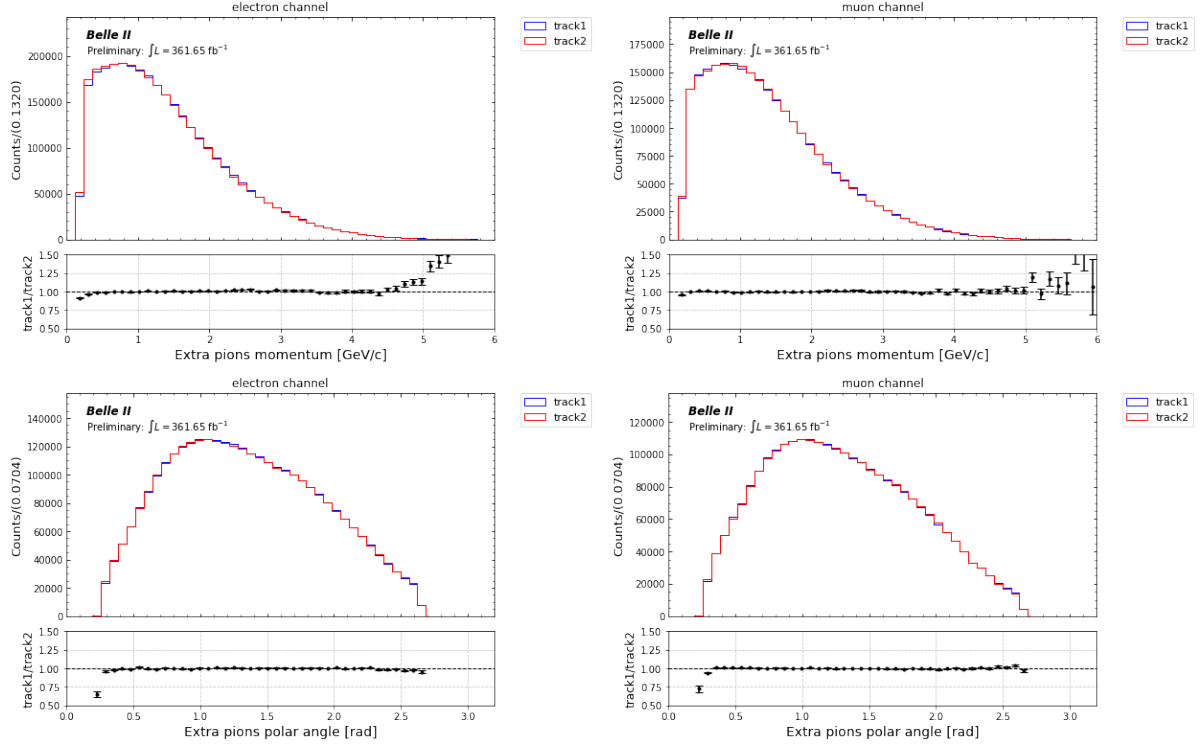 electron channel
Belle II
Preliminary: ∫L = 361.65 fb⁻¹
track1
track2
Counts/(0.1320)
200000
150000
100000
50000
0
track1/track2
1.50
1.25
1.00
0.75
0.50
0 1 2 3 4 5 6
Extra pions momentum [GeV/c]
muon channel
Belle II
Preliminary: ∫L = 361.65 fb⁻¹
track1
track2
Counts/(0.1320)
175000
150000
125000
100000
75000
50000
25000
0
track1/track2
1.50
1.25
1.00
0.75
0.50
0 1 2 3 4 5 6
Extra pions momentum [GeV/c]
electron channel
Belle II
Preliminary: ∫L = 361.65 fb⁻¹
track1
track2
Counts/(0.0704)
140000
120000
100000
80000
60000
40000
20000
0
track1/track2
1.50
1.25
1.00
0.75
0.50
0.0 0.5 1.0 1.5 2.0 2.5 3.0
Extra pions polar angle [rad]
muon channel
Belle II
Preliminary: ∫L = 361.65 fb⁻¹
track1
track2
Counts/(0.0704)
120000
100000
80000
60000
40000
20000
0
track1/track2
1.50
1.25
1.00
0.75
0.50
0.0 0.5 1.0 1.5 2.0 2.5 3.0
Extra pions polar angle [rad]